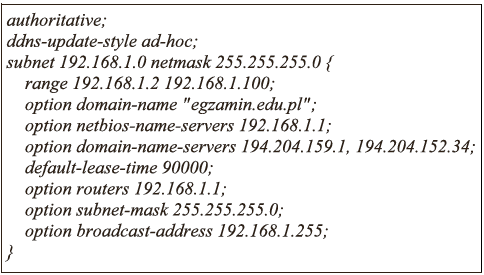 authoritative;
ddns-update-style ad-hoc;
subnet 192.168.1.0 netmask 255.255.255.0 {
range 192.168.1.2 192.168.1.100;
option domain-name "egzamin.edu.pl";
option netbios-name-servers 192.168.1.1;
option domain-name-servers 194.204.159.1, 194.204.152.34;
default-lease-time 90000;
option routers 192.168.1.1;
option subnet-mask 255.255.255.0;
option broadcast-address 192.168.1.255;
}